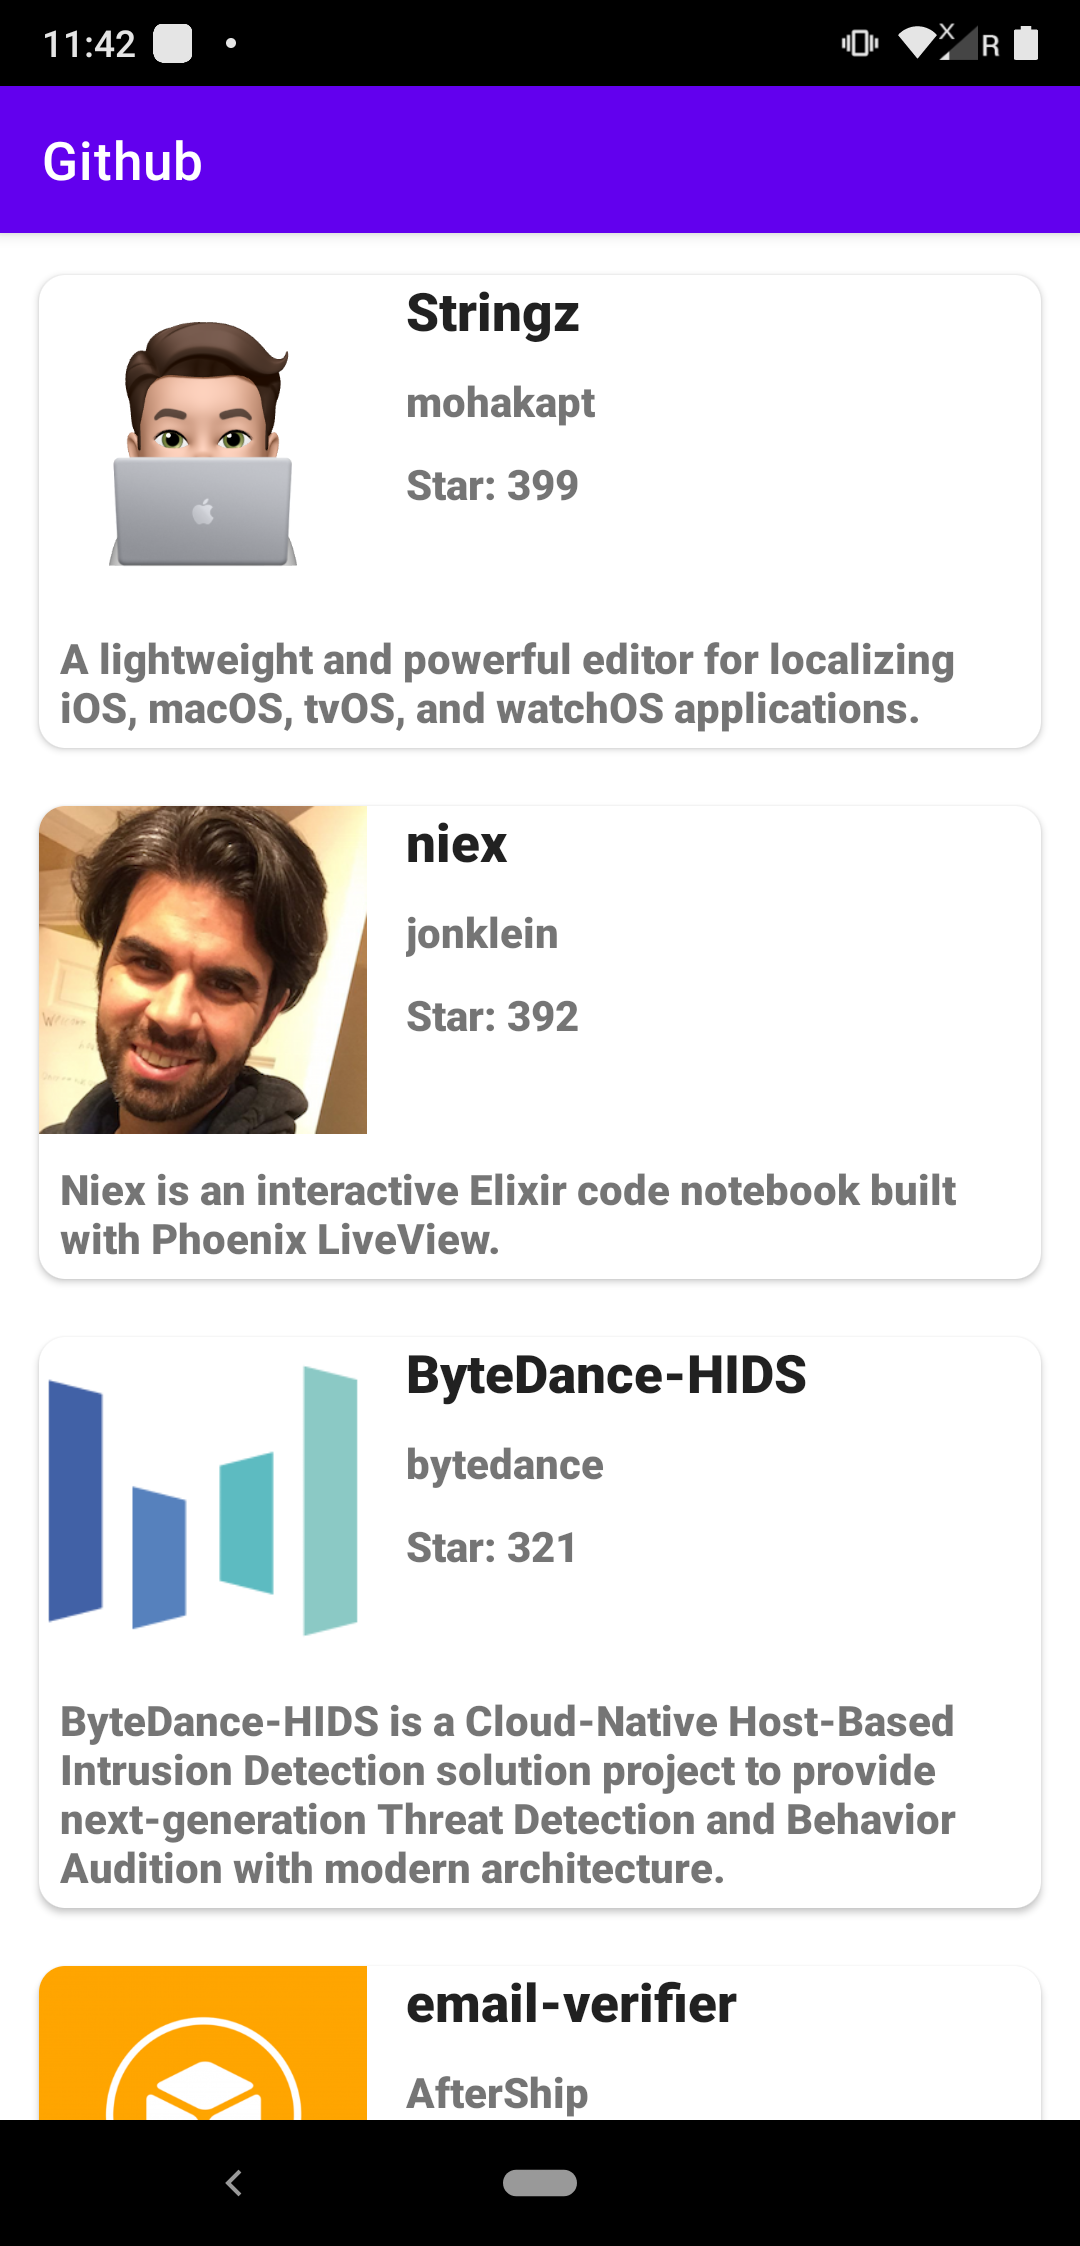 11:42
R
Github
Stringz
mohakapt
Star: 399
A lightweight and powerful editor for localizing
iOS, macOS, tvOS, and watchOS applications.
niex
jonklein
Star: 392
Niex is an interactive Elixir code notebook built
with Phoenix LiveView.
ByteDance-HIDS
bytedance
Star: 321
ByteDance-HIDS is a Cloud-Native Host-Based
Intrusion Detection solution project to provide
next-generation Threat Detection and Behavior
Audition with modern architecture.
email-verifier
AfterShip